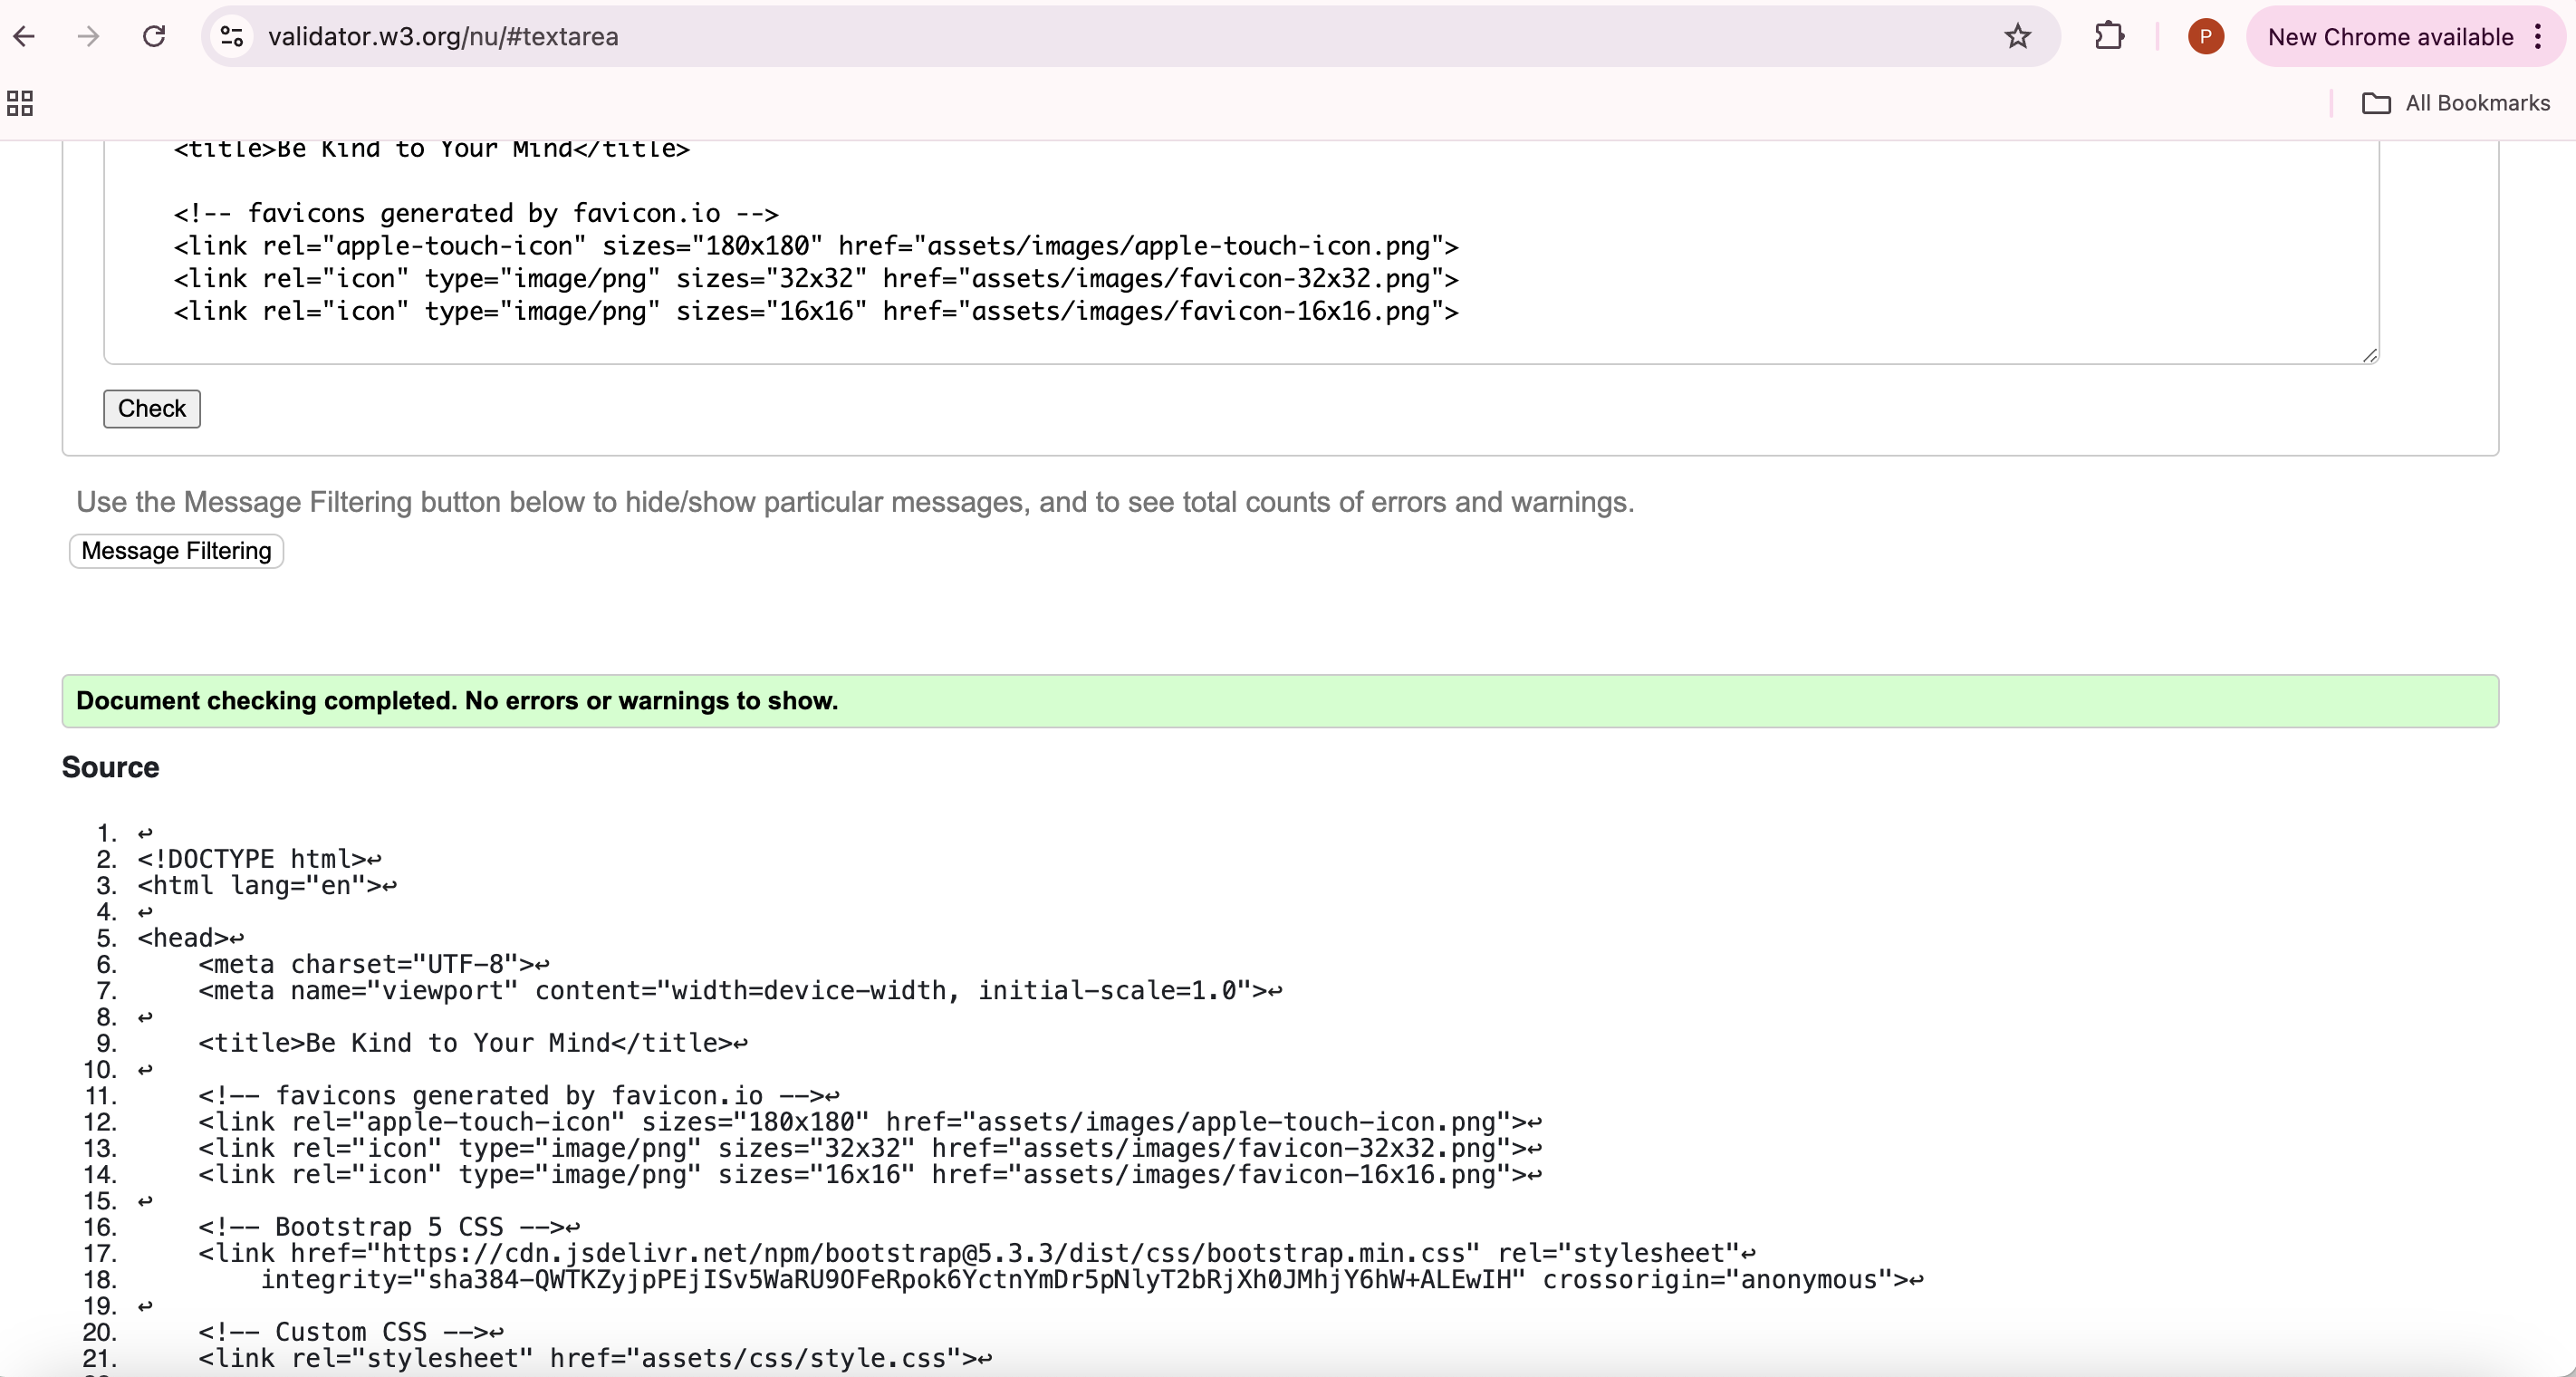 validator.w3.org/nu/#textarea
P
New Chrome available
All Bookmarks
<title>Be Kind to Your Mind</title>
<!-- favicons generated by favicon.io -->
<link rel="apple-touch-icon" sizes="180x180" href="assets/images/apple-touch-icon.png">
<link rel="icon" type="image/png" sizes="32x32" href="assets/images/favicon-32x32.png">
<link rel="icon" type="image/png" sizes="16x16" href="assets/images/favicon-16x16.png">
Check
Use the Message Filtering button below to hide/show particular messages, and to see total counts of errors and warnings.
Message Filtering
Document checking completed. No errors or warnings to show.
Source
1. ↩
2. <!DOCTYPE html>↩
3. <html lang="en">↩
4. ↩
5. <head>↩
6. <meta charset="UTF-8">↩
7. <meta name="viewport" content="width=device-width, initial-scale=1.0">↩
8. ↩
9. <title>Be Kind to Your Mind</title>↩
10. ↩
11. <!-- favicons generated by favicon.io -->↩
12. <link rel="apple-touch-icon" sizes="180x180" href="assets/images/apple-touch-icon.png">↩
13. <link rel="icon" type="image/png" sizes="32x32" href="assets/images/favicon-32x32.png">↩
14. <link rel="icon" type="image/png" sizes="16x16" href="assets/images/favicon-16x16.png">↩
15. ↩
16. <!-- Bootstrap 5 CSS -->↩
17. <link href="https://cdn.jsdelivr.net/npm/bootstrap@5.3.3/dist/css/bootstrap.min.css" rel="stylesheet"↩
18. integrity="sha384-QWTKZyjpPEjISv5WaRU9OFeRpok6YctnYmDr5pNlyT2bRjXh0JMhjY6hW+ALEwIH" crossorigin="anonymous">↩
19. ↩
20. <!-- Custom CSS -->↩
21. <link rel="stylesheet" href="assets/css/style.css">↩